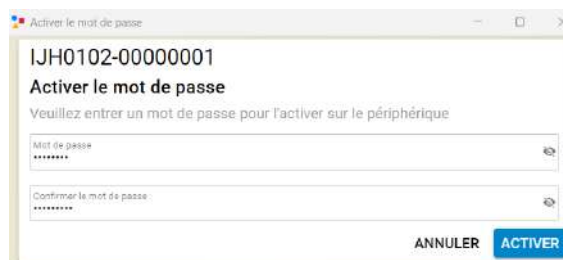 Activer le mot de passe
IJH0102-00000001
Activer le mot de passe
Veuillez entrer un mot de passe pour l'activer sur le périphérique
Mot de passe
••••••••
Confirmer le mot de passe
•••••••••
ANNULER ACTIVER